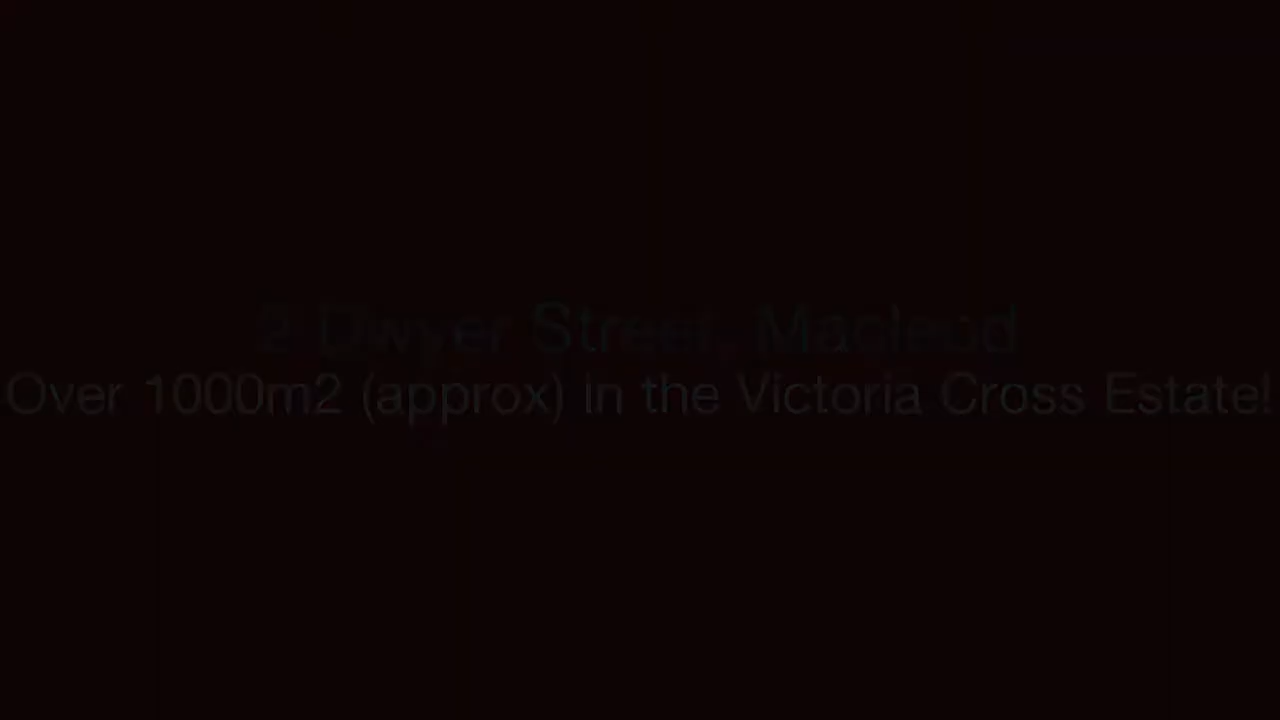 Dwyer Street, Macleod
Over 1000m2 (approx) in the Victoria Cross Estate!